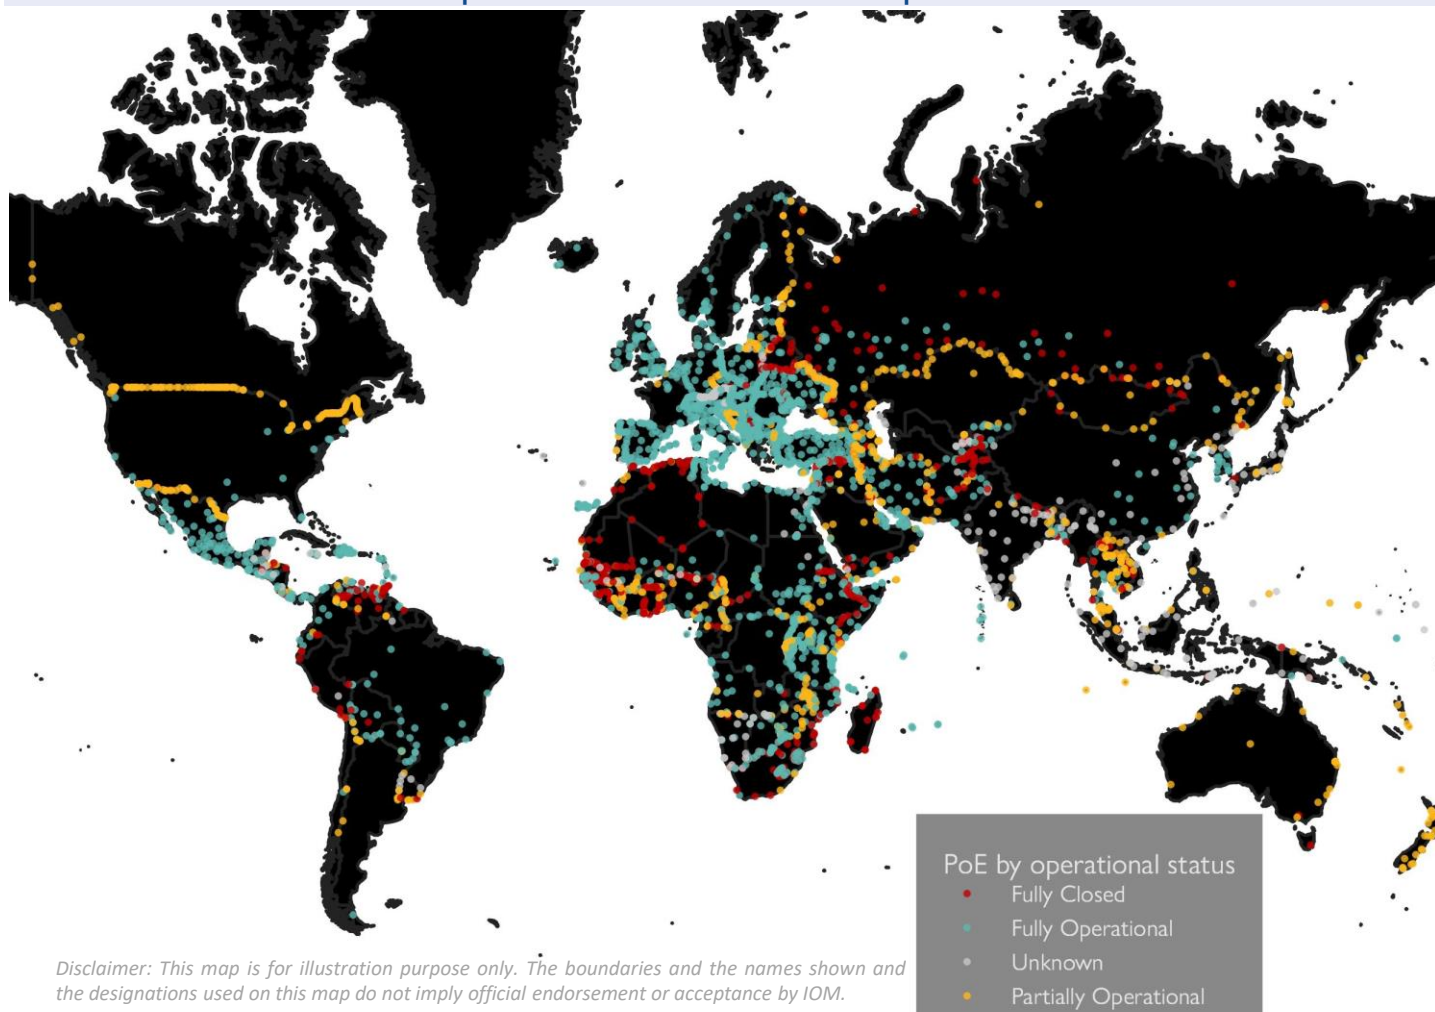 PoE by operational status
Fully Closed
Fully Operational
Unknown
Partially Operational
Disclaimer: This map is for illustration purpose only. The boundaries and the names shown and
the designations used on this map do not imply official endorsement or acceptance by IOM.